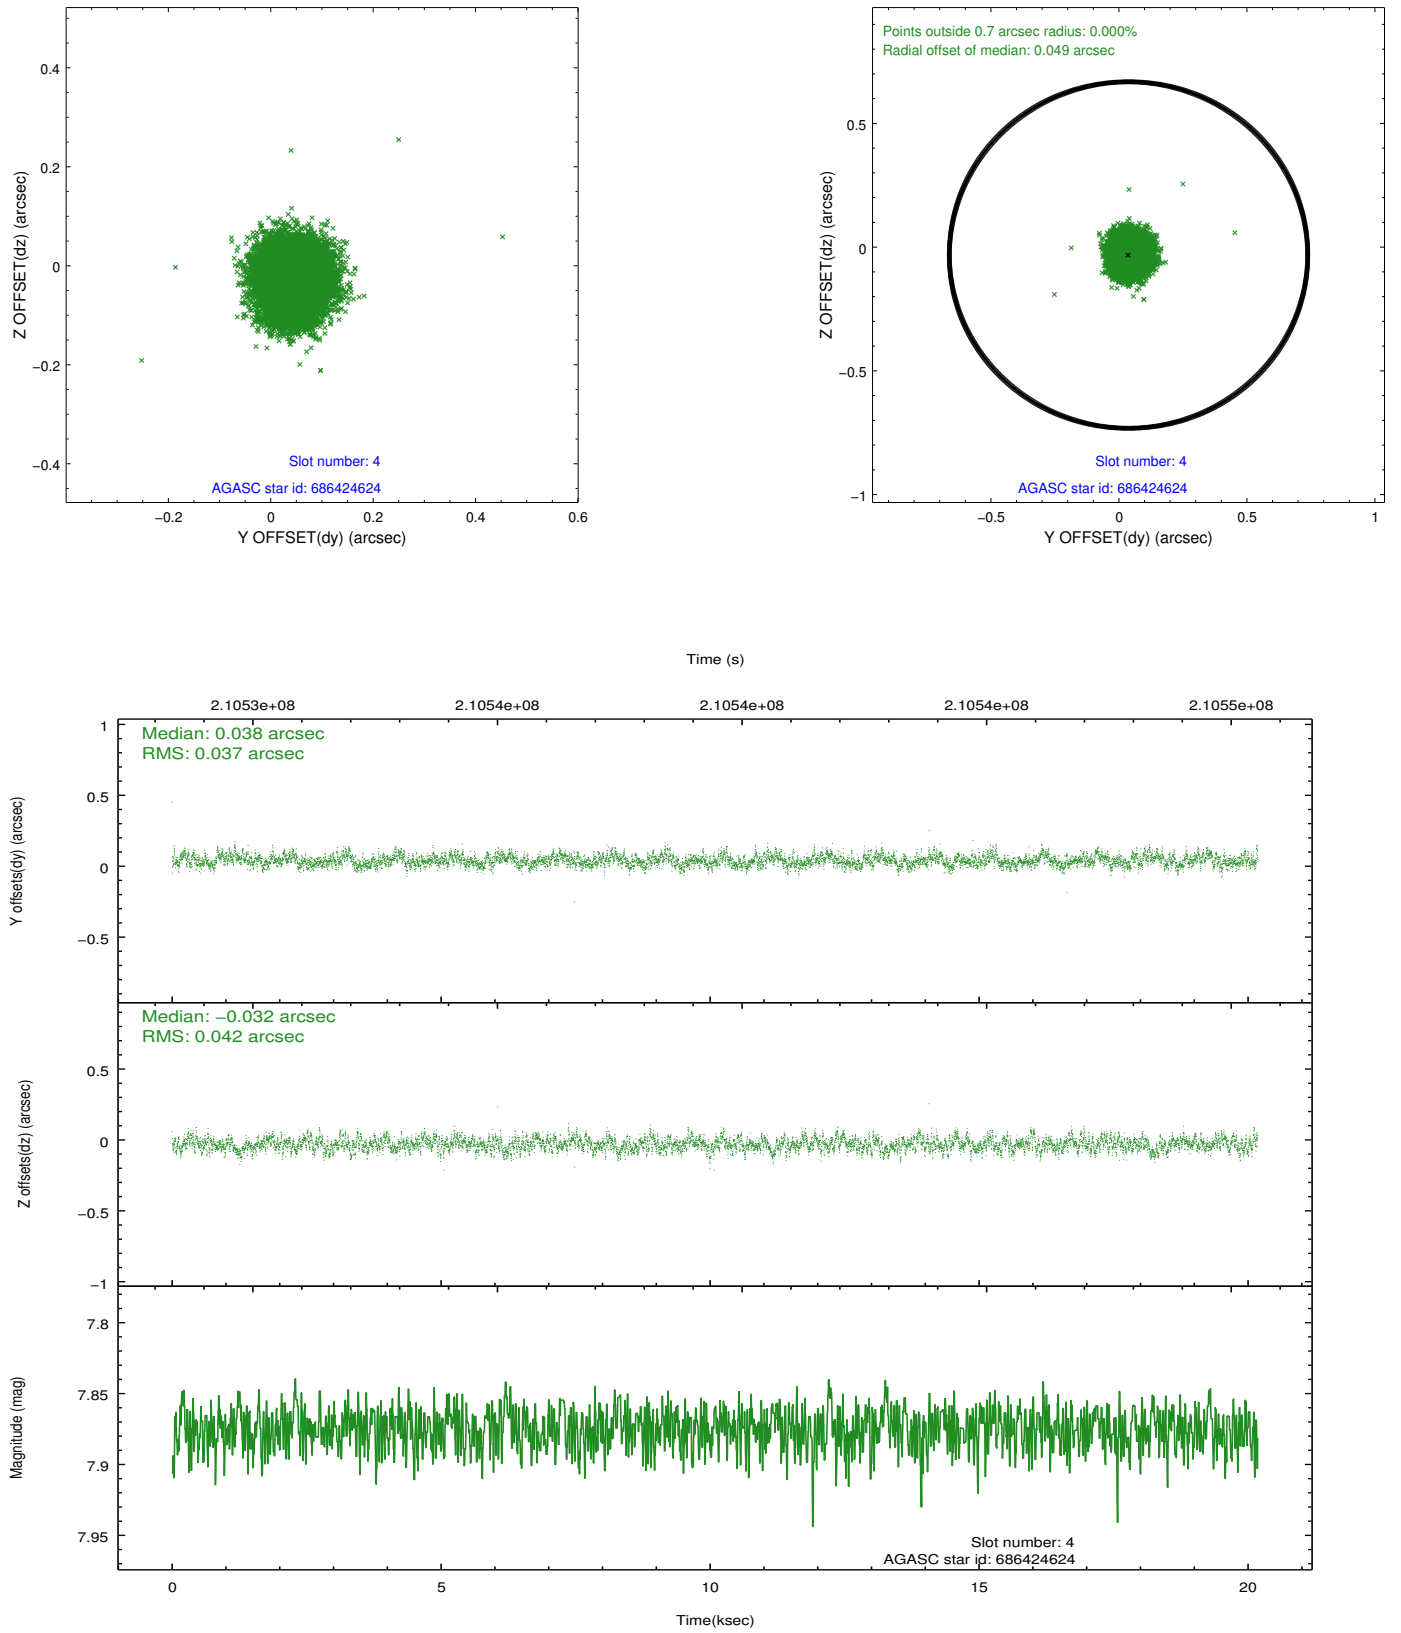 0.4
0.2
0
−0.2
−0.4
Z OFFSET(dz) (arcsec)
Slot number: 4
AGASC star id: 686424624
−0.2
0
0.2
0.4
0.6
Y OFFSET(dy) (arcsec)
Points outside 0.7 arcsec radius: 0.000%
Radial offset of median: 0.049 arcsec
0.5
0
−0.5
−1
Z OFFSET(dz) (arcsec)
Slot number: 4
AGASC star id: 686424624
−0.5
0
0.5
1
Y OFFSET(dy) (arcsec)
Time (s)
2.1053e+08
2.1054e+08
2.1054e+08
2.1054e+08
2.1055e+08
Median: 0.038 arcsec
RMS: 0.037 arcsec
1
0.5
0
−0.5
Y offsets(dy) (arcsec)
Median: −0.032 arcsec
RMS: 0.042 arcsec
0.5
0
−0.5
−1
Z offsets(dz) (arcsec)
7.8
7.85
7.9
7.95
Magnitude (mag)
Slot number: 4
AGASC star id: 686424624
0
5
10
15
20
Time(ksec)